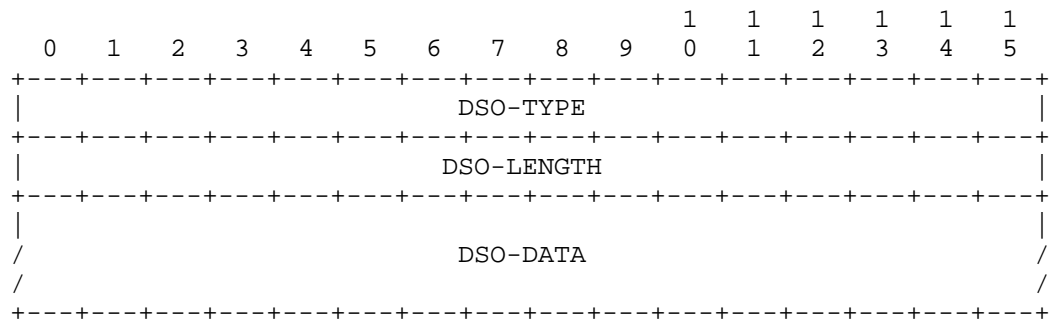 1   1   1   1   1   1
     0   1   2   3   4   5   6   7   8   9   0   1   2   3   4   5
   +---+---+---+---+---+---+---+---+---+---+---+---+---+---+---+---+
   |                           DSO-TYPE                            |
   +---+---+---+---+---+---+---+---+---+---+---+---+---+---+---+---+
   |                          DSO-LENGTH                           |
   +---+---+---+---+---+---+---+---+---+---+---+---+---+---+---+---+
   |                                                               |
   /                           DSO-DATA                            /
   /                                                               /
   +---+---+---+---+---+---+---+---+---+---+---+---+---+---+---+---+